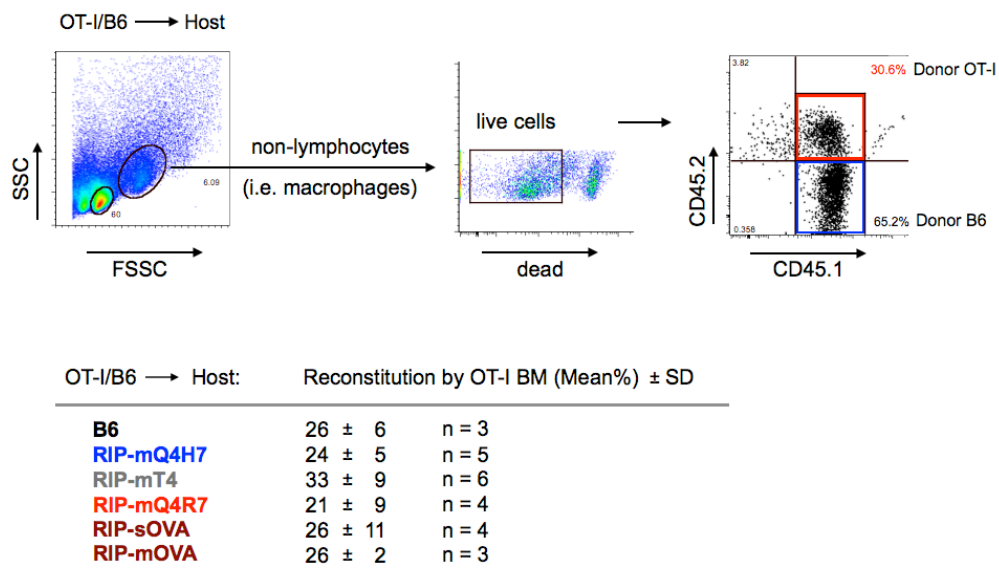 OT-I/B6 → Host
SSC
6.09
60
FSSC
non-lymphocytes
(i.e. macrophages)
live cells
dead
3.82
30.6% Donor OT-I
CD45.2
0.358
65.2% Donor B6
CD45.1
OT-I/B6 → Host: Reconstitution by OT-I BM (Mean%) ± SD
B6 26 ± 6 n = 3
RIP-mQ4H7 24 ± 5 n = 5
RIP-mT4 33 ± 9 n = 6
RIP-mQ4R7 21 ± 9 n = 4
RIP-sOVA 26 ± 11 n = 4
RIP-mOVA 26 ± 2 n = 3